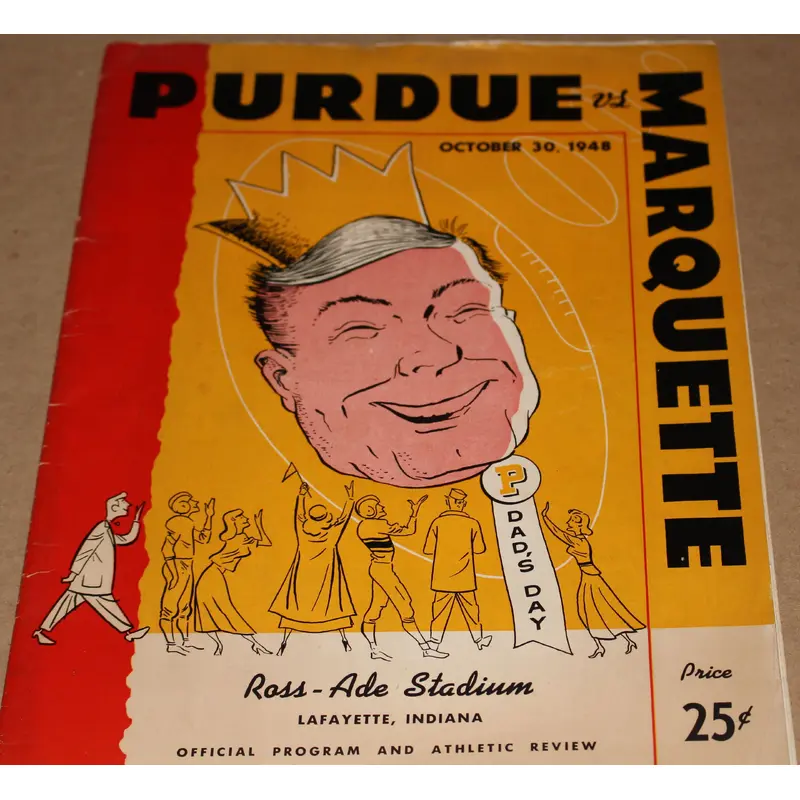 PURDUE vs
MARQUETTE
OCTOBER 30, 1948
P
DAD'S DAY
Ross-Ade Stadium
LAFAYETTE, INDIANA
OFFICIAL PROGRAM AND ATHLETIC REVIEW
Price
25¢